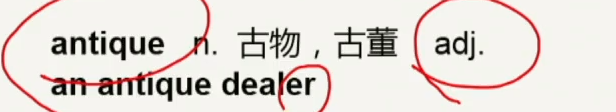 antique n. 古物，古董 adj.
an antique dealer